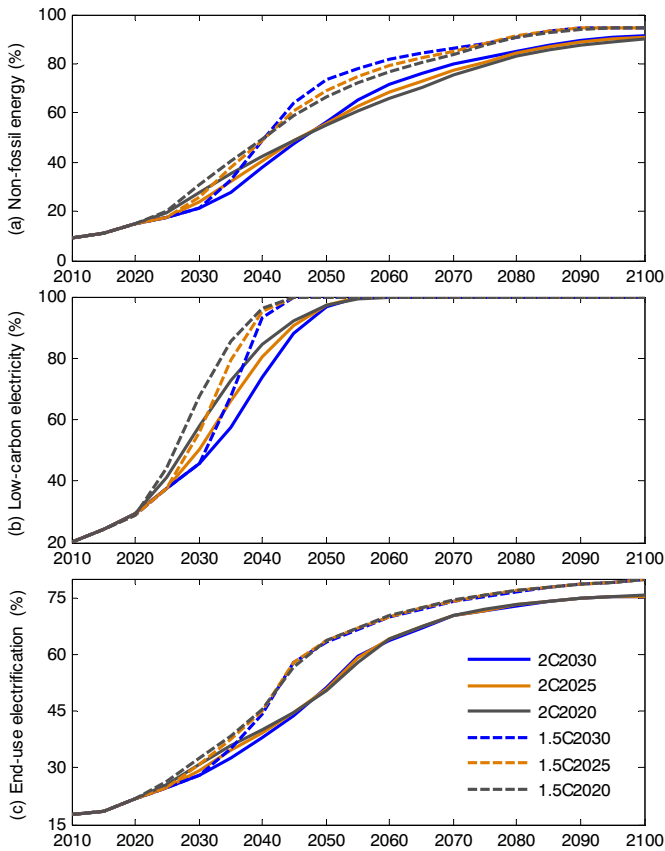 100
80
60
40
20
0
(a) Non-fossil energy (%)
2010 2020 2030 2040 2050 2060 2070 2080 2090 2100
100
80
60
40
20
(b) Low-carbon electricity (%)
2010 2020 2030 2040 2050 2060 2070 2080 2090 2100
75
60
45
30
15
(c) End-use electrification (%)
2C2030
2C2025
2C2020
1.5C2030
1.5C2025
1.5C2020
2010 2020 2030 2040 2050 2060 2070 2080 2090 2100